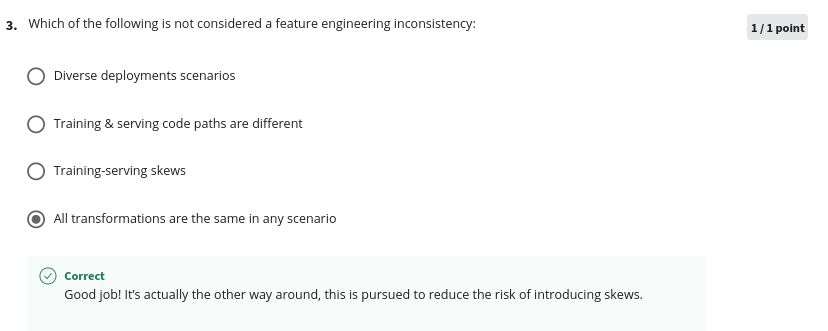 3. Which of the following is not considered a feature engineering inconsistency:
1 / 1 point
Diverse deployments scenarios
Training & serving code paths are different
Training-serving skews
All transformations are the same in any scenario
Correct
Good job! It's actually the other way around, this is pursued to reduce the risk of introducing skews.